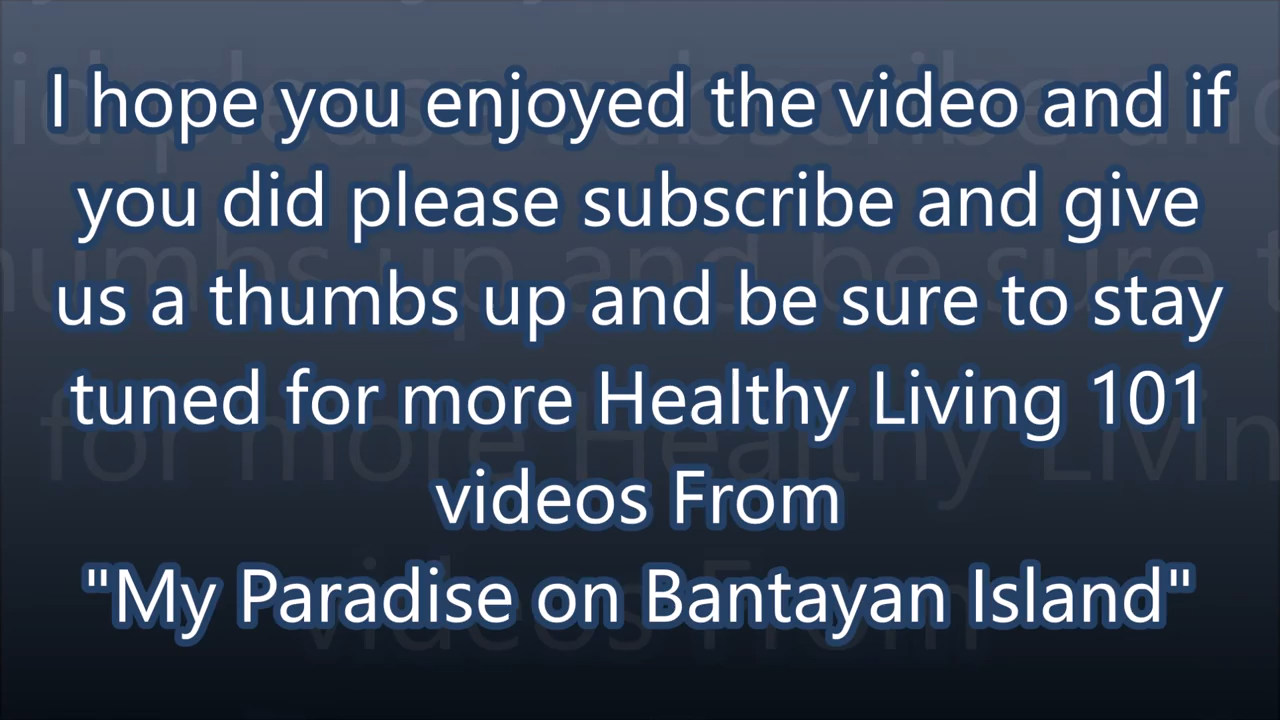 I hope you enjoyed the video and if
you did please subscribe and give
us a thumbs up and be sure to stay
tuned for more Healthy Living 101
videos From
"My Paradise on Bantayan Island"